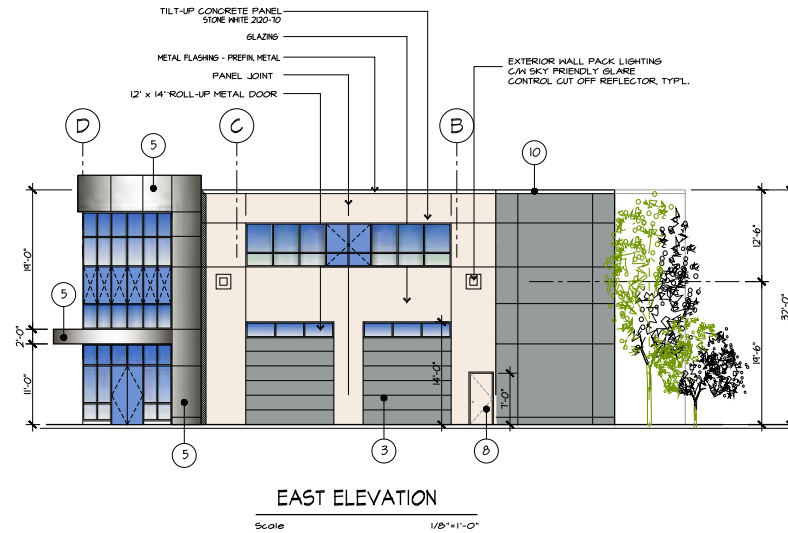 TILT-UP CONCRETE PANEL
STONE WHITE 2120-70
GLAZING
METAL FLASHING - PREFIN. METAL
PANEL JOINT
12' x 14' ROLL-UP METAL DOOR
EXTERIOR WALL PACK LIGHTING
C/W SKY FRIENDLY GLARE
CONTROL CUT OFF REFLECTOR, TYP'L.
D
C
B
5
10
5
19'-0"
2'-0"
11'-0"
14'-0"
7'-0"
12'-6"
19'-6"
32'-0"
5
3
8
EAST ELEVATION
Scale 1/8"=1'-0"